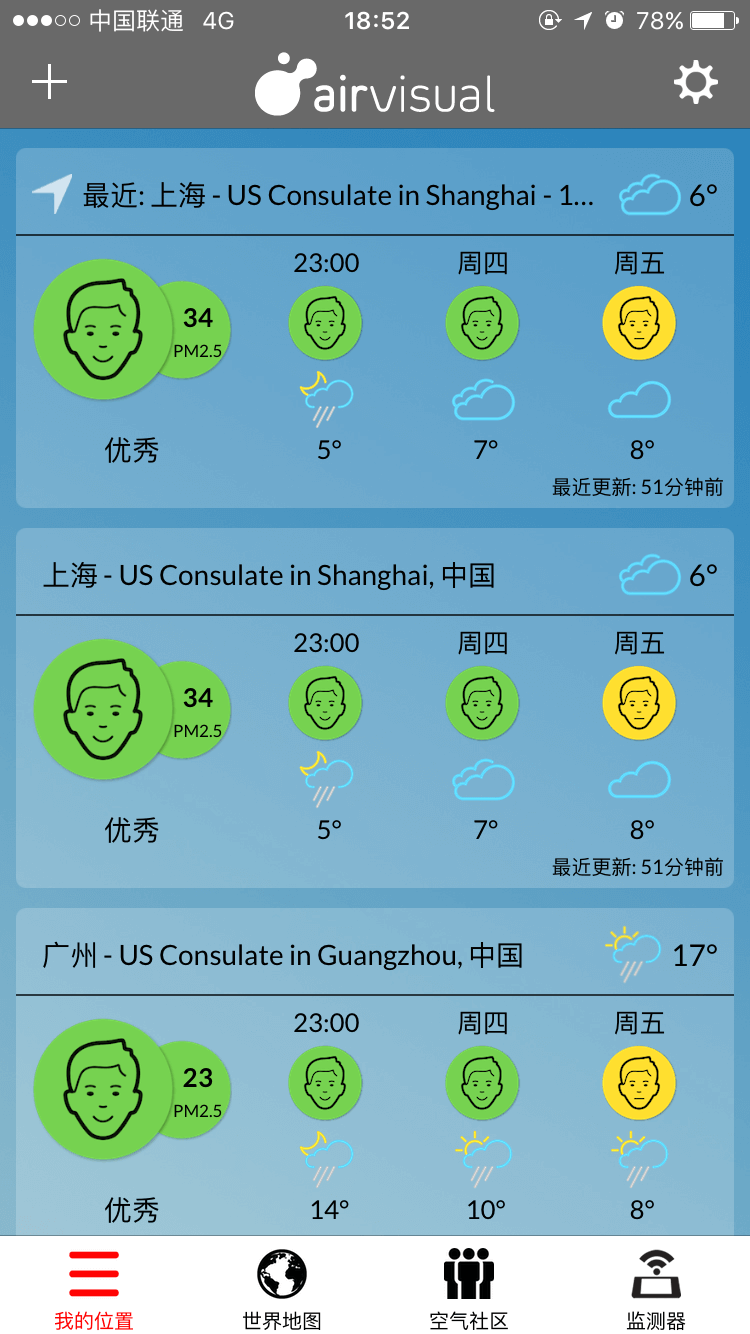 中国联通 4G 18:52 78%
airvisual
最近: 上海 - US Consulate in Shanghai - 1... 6°
23:00 周四 周五
34
PM2.5
优秀 5° 7° 8°
最近更新: 51分钟前
上海 - US Consulate in Shanghai, 中国 6°
23:00 周四 周五
34
PM2.5
优秀 5° 7° 8°
最近更新: 51分钟前
广州 - US Consulate in Guangzhou, 中国 17°
23:00 周四 周五
23
PM2.5
优秀 14° 10° 8°
我的位置 世界地图 空气社区 监测器